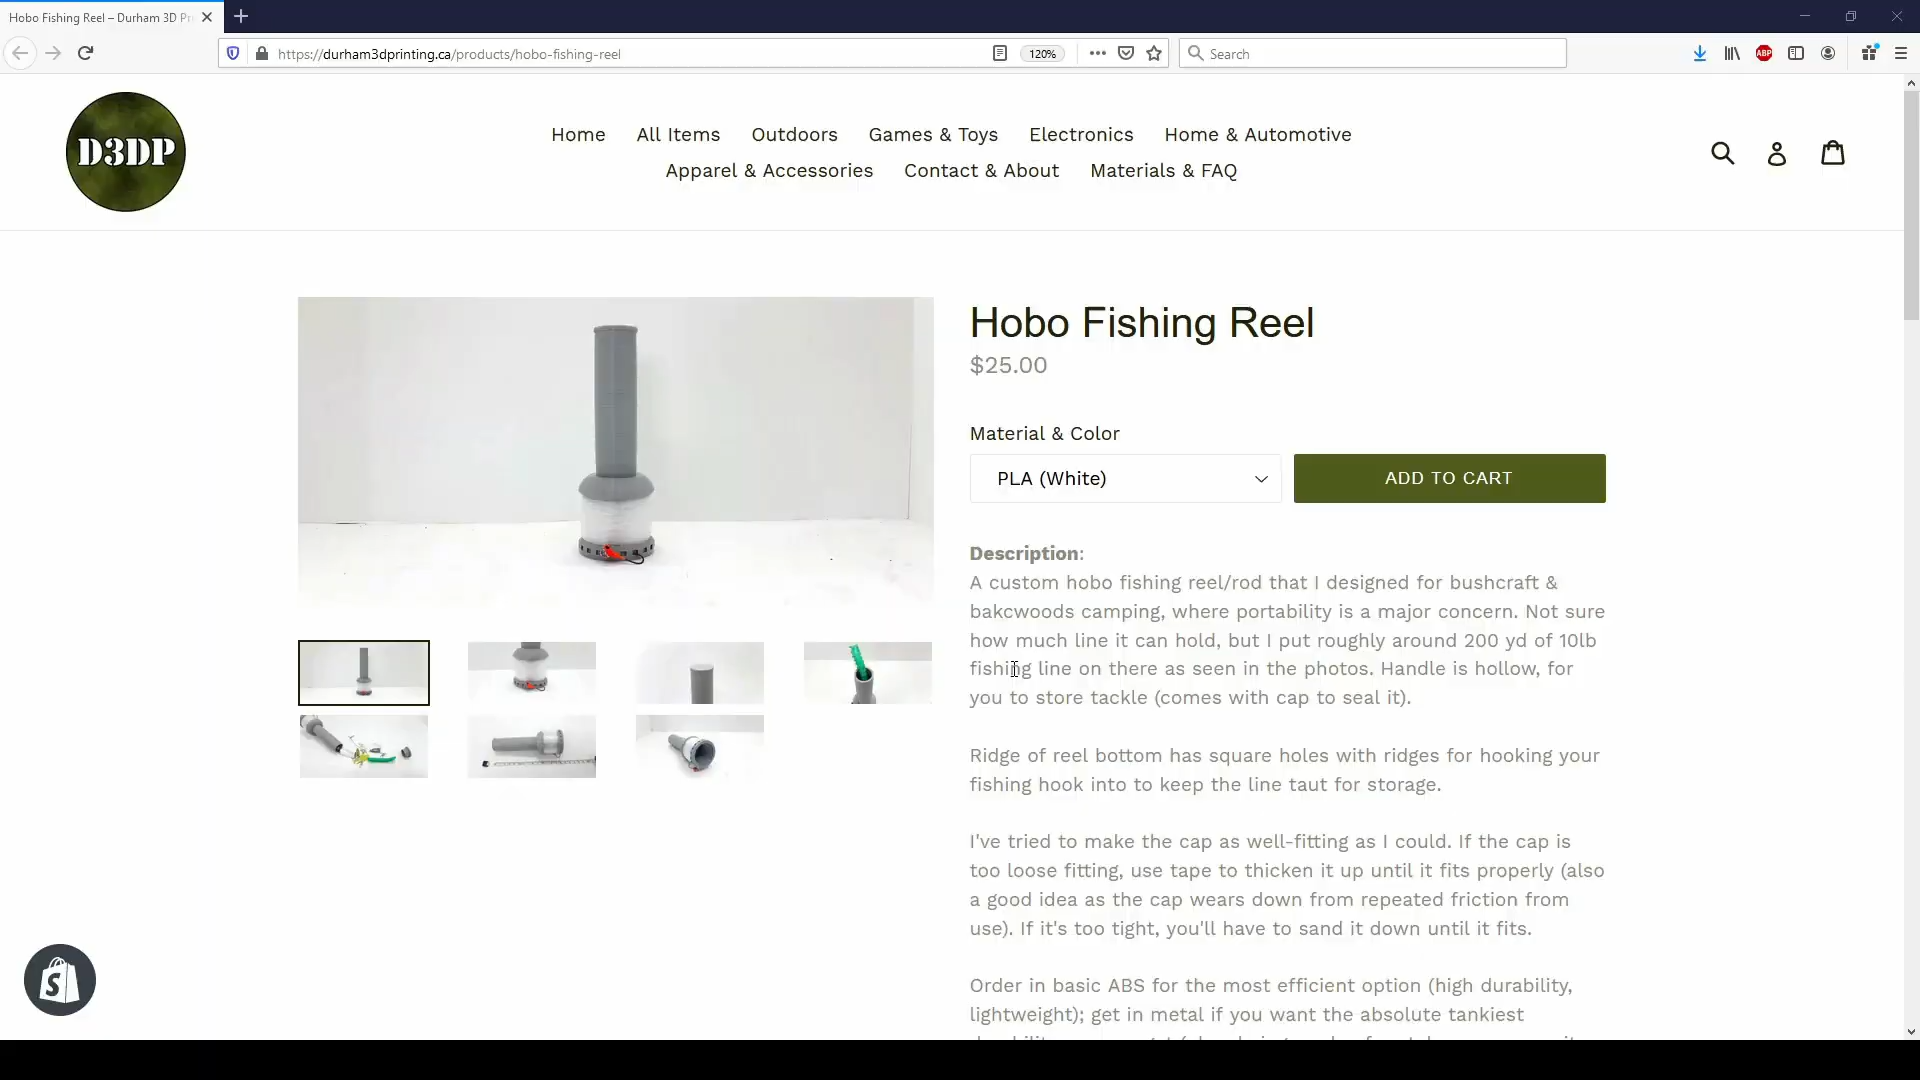 Hobo Fishing Reel – Durham 3D Pr
https://durham3dprinting.ca/products/hobo-fishing-reel
120%
Search
ABP
D3DP
Home All Items Outdoors Games & Toys Electronics Home & Automotive
Apparel & Accessories Contact & About Materials & FAQ
Hobo Fishing Reel
$25.00
Material & Color
PLA (White)
ADD TO CART
Description:
A custom hobo fishing reel/rod that I designed for bushcraft &
bakcwoods camping, where portability is a major concern. Not sure
how much line it can hold, but I put roughly around 200 yd of 10lb
fishing line on there as seen in the photos. Handle is hollow, for
you to store tackle (comes with cap to seal it).
Ridge of reel bottom has square holes with ridges for hooking your
fishing hook into to keep the line taut for storage.
I've tried to make the cap as well-fitting as I could. If the cap is
too loose fitting, use tape to thicken it up until it fits properly (also
a good idea as the cap wears down from repeated friction from
use). If it's too tight, you'll have to sand it down until it fits.
Order in basic ABS for the most efficient option (high durability,
lightweight); get in metal if you want the absolute tankiest